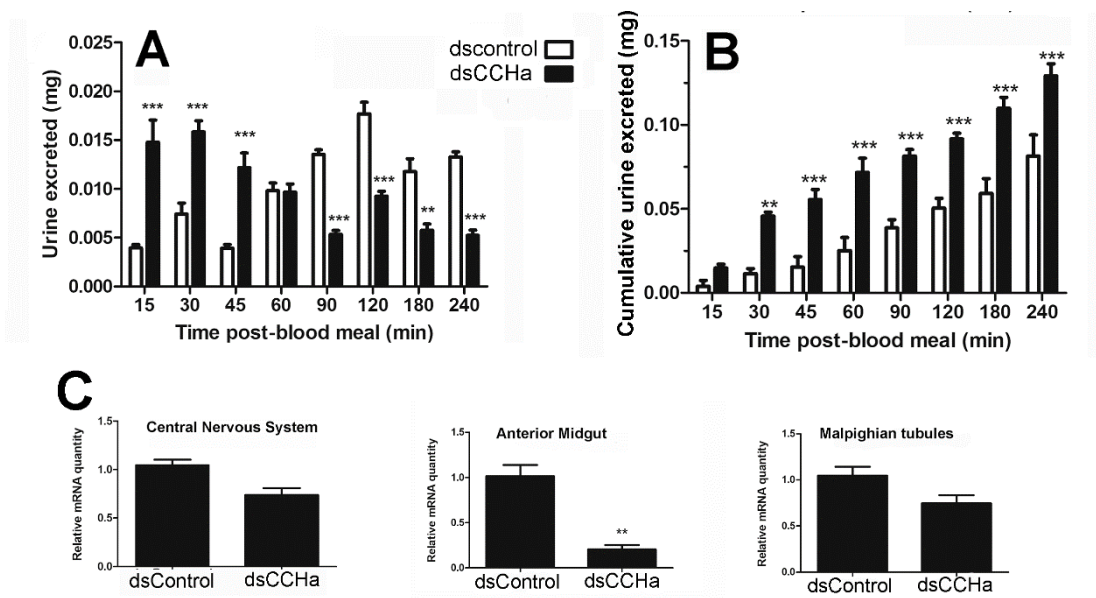 A
dscontrol
dsCCHa
Urine excreted (mg)
0.025
0.020
0.015
0.010
0.005
0.000
*** *** *** *** *** ** ***
15 30 45 60 90 120 180 240
Time post-blood meal (min)
B
Cumulative urine excreted (mg)
0.15
0.10
0.05
0.00
** *** *** *** *** *** ***
15 30 45 60 90 120 180 240
Time post-blood meal (min)
C
Central Nervous System
Relative mRNA quantity
1.5
1.0
0.5
0.0
dsControl dsCCHa
Anterior Midgut
Relative mRNA quantity
1.5
1.0
0.5
0.0
**
dsControl dsCCHa
Malpighian tubules
Relative mRNA quantity
1.5
1.0
0.5
0.0
dsControl dsCCHa